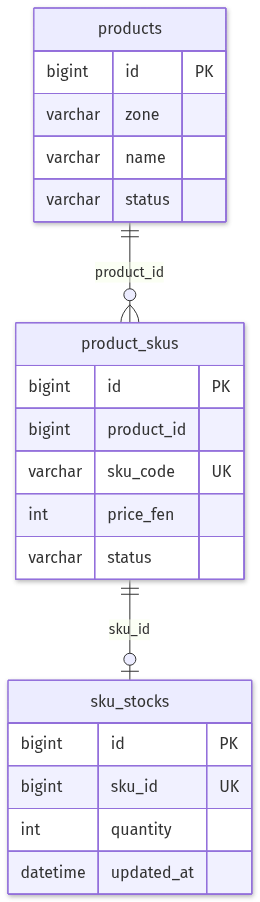 products
bigint id PK
varchar zone
varchar name
varchar status
product_id
product_skus
bigint id PK
bigint product_id
varchar sku_code UK
int price_fen
varchar status
sku_id
sku_stocks
bigint id PK
bigint sku_id UK
int quantity
datetime updated_at